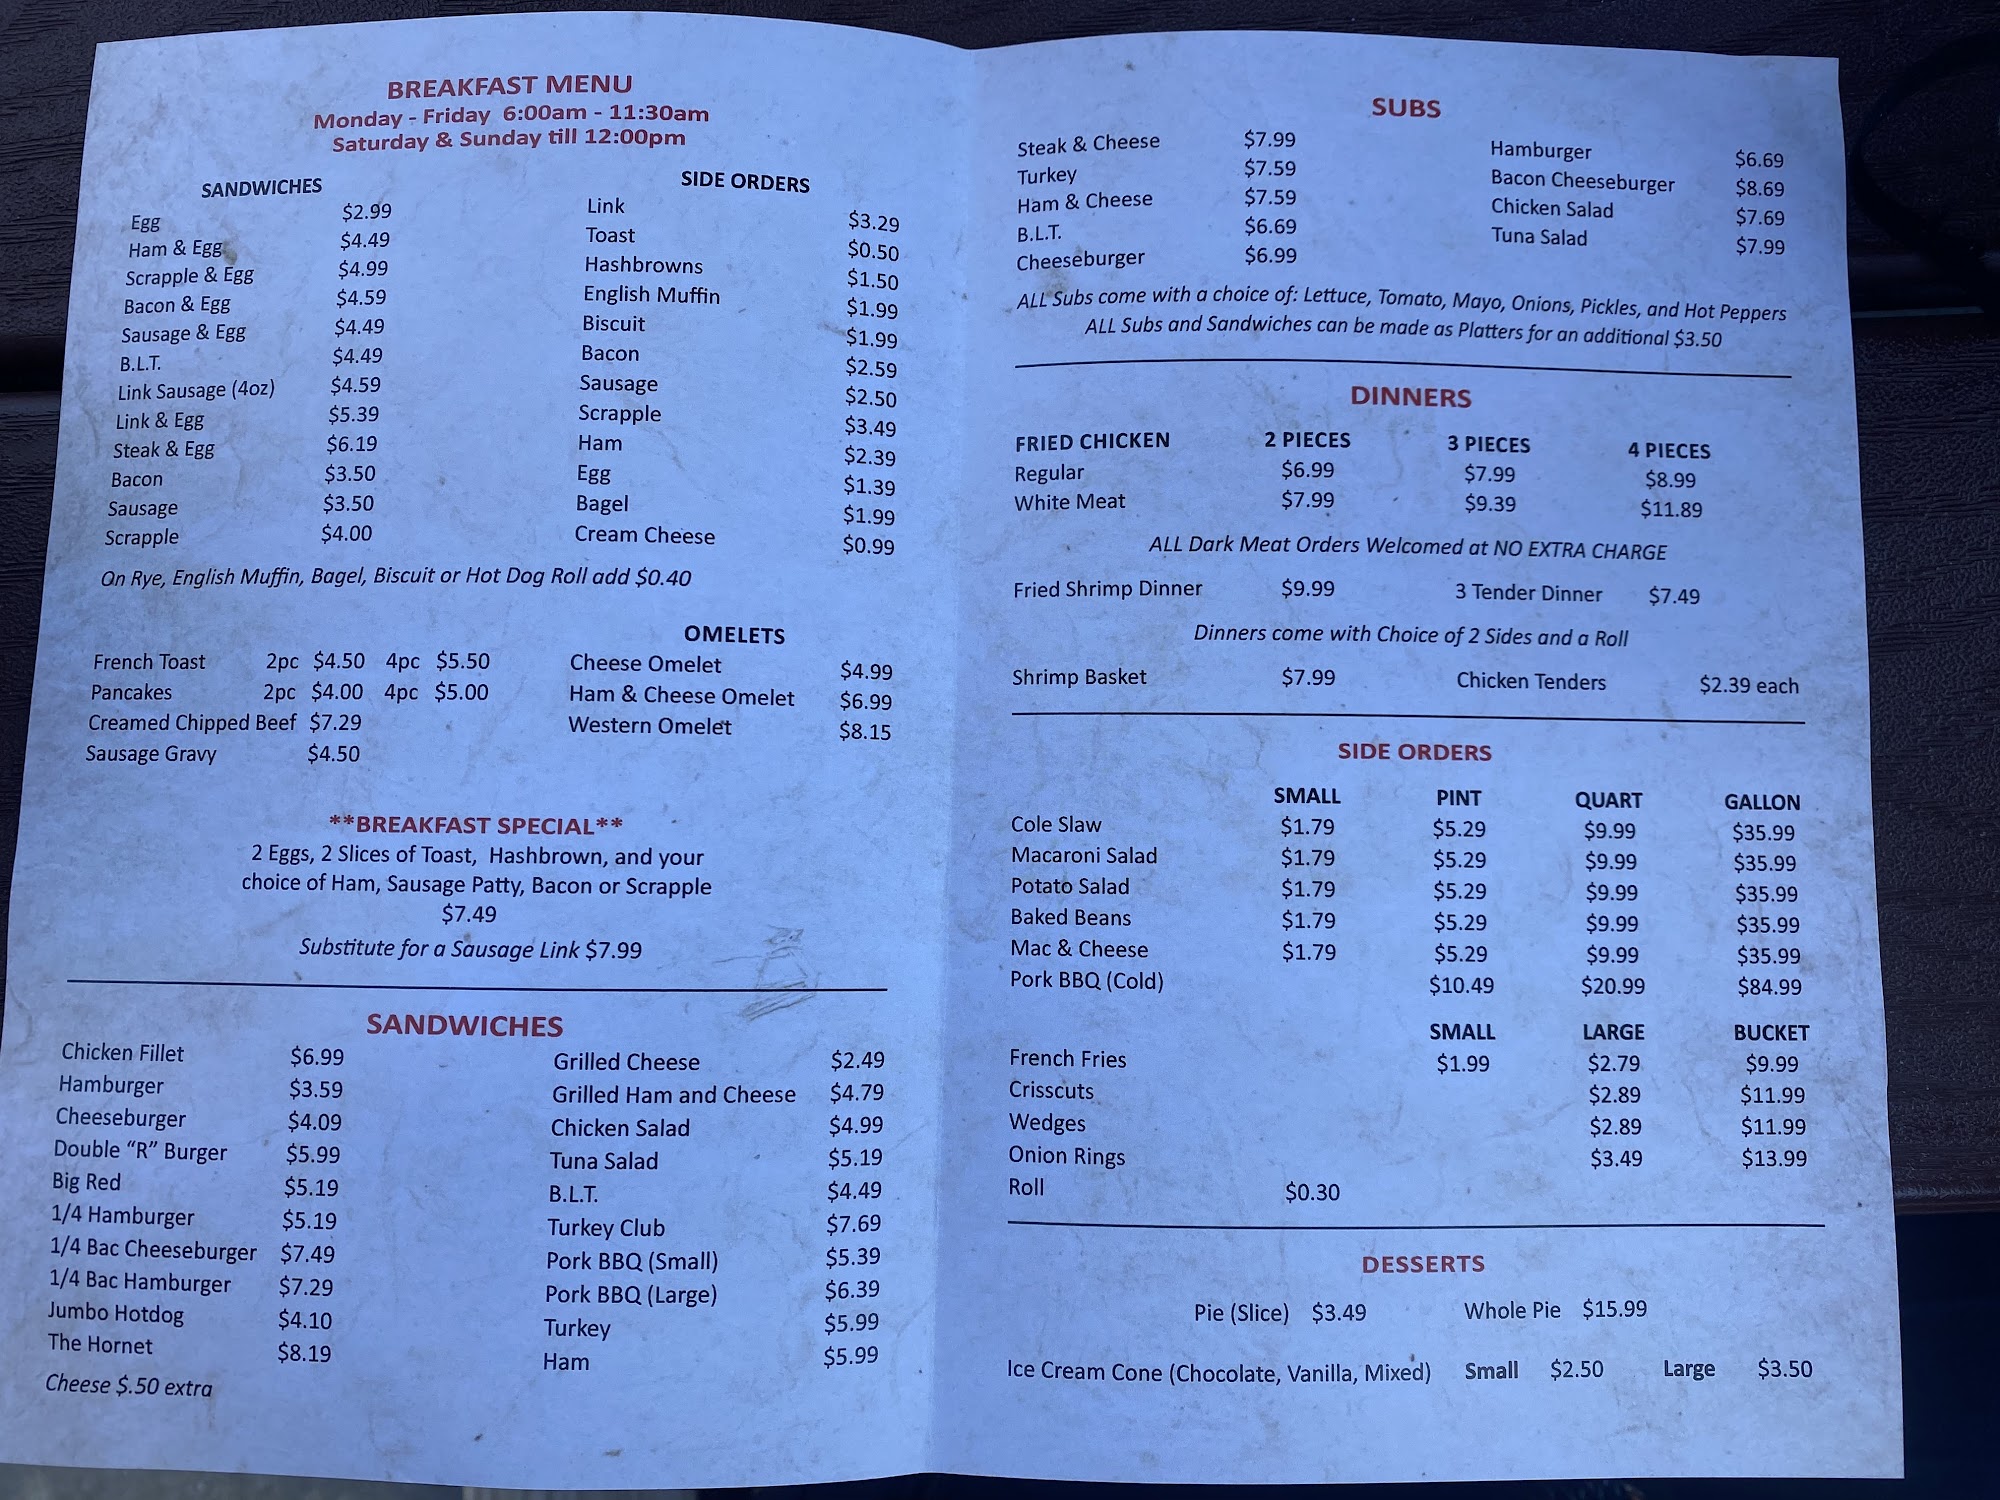 BREAKFAST MENU
Monday - Friday 6:00am - 11:30am
Saturday & Sunday till 12:00pm
SANDWICHES
Egg $2.99
Ham & Egg $4.49
Scrapple & Egg $4.99
Bacon & Egg $4.59
Sausage & Egg $4.49
B.L.T. $4.49
Link Sausage (4oz) $4.59
Link & Egg $5.39
Steak & Egg $6.19
Bacon $3.50
Sausage $3.50
Scrapple $4.00
SIDE ORDERS
Link $3.29
Toast $0.50
Hashbrowns $1.50
English Muffin $1.99
Biscuit $1.99
Bacon $2.59
Sausage $2.50
Scrapple $3.49
Ham $2.39
Egg $1.39
Bagel $1.99
Cream Cheese $0.99
On Rye, English Muffin, Bagel, Biscuit or Hot Dog Roll add $0.40
French Toast 2pc $4.50 4pc $5.50
Pancakes 2pc $4.00 4pc $5.00
Creamed Chipped Beef $7.29
Sausage Gravy $4.50
OMELETS
Cheese Omelet $4.99
Ham & Cheese Omelet $6.99
Western Omelet $8.15
**BREAKFAST SPECIAL**
2 Eggs, 2 Slices of Toast, Hashbrown, and your
choice of Ham, Sausage Patty, Bacon or Scrapple
$7.49
Substitute for a Sausage Link $7.99
SANDWICHES
Chicken Fillet $6.99
Hamburger $3.59
Cheeseburger $4.09
Double “R” Burger $5.99
Big Red $5.19
1/4 Hamburger $5.19
1/4 Bac Cheeseburger $7.49
1/4 Bac Hamburger $7.29
Jumbo Hotdog $4.10
The Hornet $8.19
Cheese $.50 extra
Grilled Cheese $2.49
Grilled Ham and Cheese $4.79
Chicken Salad $4.99
Tuna Salad $5.19
B.L.T. $4.49
Turkey Club $7.69
Pork BBQ (Small) $5.39
Pork BBQ (Large) $6.39
Turkey $5.99
Ham $5.99
SUBS
Steak & Cheese $7.99
Turkey $7.59
Ham & Cheese $7.59
B.L.T. $6.69
Cheeseburger $6.99
Hamburger $6.69
Bacon Cheeseburger $8.69
Chicken Salad $7.69
Tuna Salad $7.99
ALL Subs come with a choice of: Lettuce, Tomato, Mayo, Onions, Pickles, and Hot Peppers
ALL Subs and Sandwiches can be made as Platters for an additional $3.50
DINNERS
FRIED CHICKEN 2 PIECES 3 PIECES 4 PIECES
Regular $6.99 $7.99 $8.99
White Meat $7.99 $9.39 $11.89
ALL Dark Meat Orders Welcomed at NO EXTRA CHARGE
Fried Shrimp Dinner $9.99 3 Tender Dinner $7.49
Dinners come with Choice of 2 Sides and a Roll
Shrimp Basket $7.99 Chicken Tenders $2.39 each
SIDE ORDERS
SMALL PINT QUART GALLON
Cole Slaw $1.79 $5.29 $9.99 $35.99
Macaroni Salad $1.79 $5.29 $9.99 $35.99
Potato Salad $1.79 $5.29 $9.99 $35.99
Baked Beans $1.79 $5.29 $9.99 $35.99
Mac & Cheese $1.79 $5.29 $9.99 $35.99
Pork BBQ (Cold) $10.49 $20.99 $84.99
SMALL LARGE BUCKET
French Fries $1.99 $2.79 $9.99
Crisscuts $2.89 $11.99
Wedges $2.89 $11.99
Onion Rings $3.49 $13.99
Roll $0.30
DESSERTS
Pie (Slice) $3.49 Whole Pie $15.99
Ice Cream Cone (Chocolate, Vanilla, Mixed) Small $2.50 Large $3.50